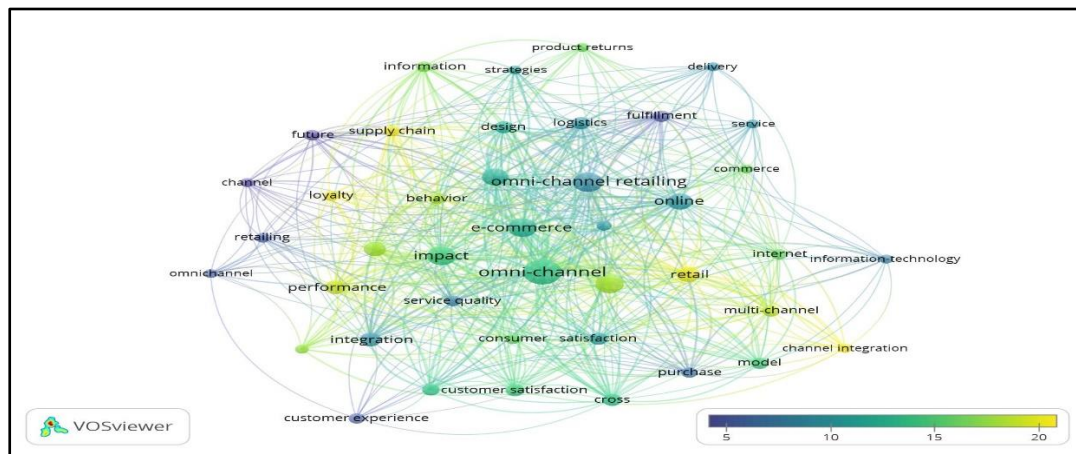 product returns
information
strategies
delivery
future
supply chain
design
logistics
fulfillment
service
channel
loyalty
behavior
omni-channel retailing
commerce
online
retailing
e-commerce
omnichannel
impact
omni-channel
retail
internet
information technology
performance
service quality
multi-channel
integration
consumer
satisfaction
channel integration
model
purchase
customer satisfaction
cross
customer experience
VOSviewer
5 10 15 20